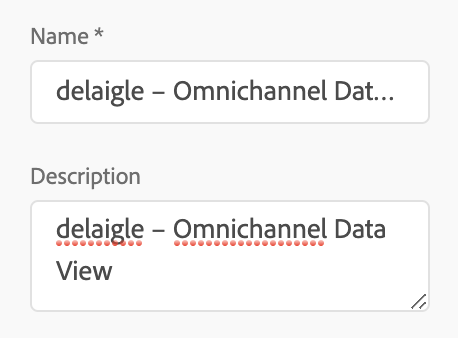 Name *
delaigle – Omnichannel Dat...
Description
delaigle – Omnichannel Data
View